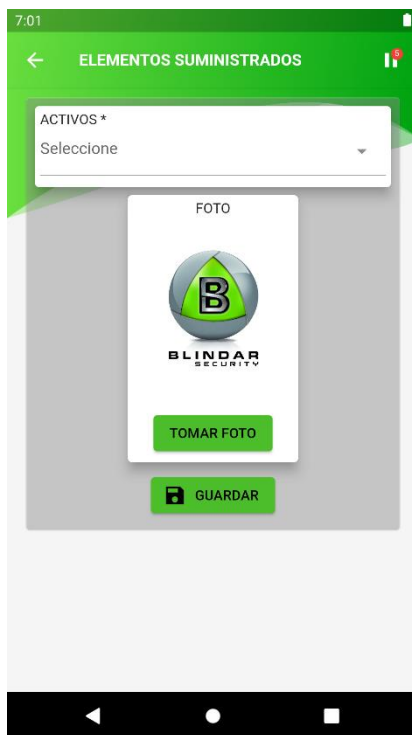 7:01
ELEMENTOS SUMINISTRADOS
5
ACTIVOS *
Seleccione
FOTO
B
BLINDAR
SECURITY
TOMAR FOTO
GUARDAR